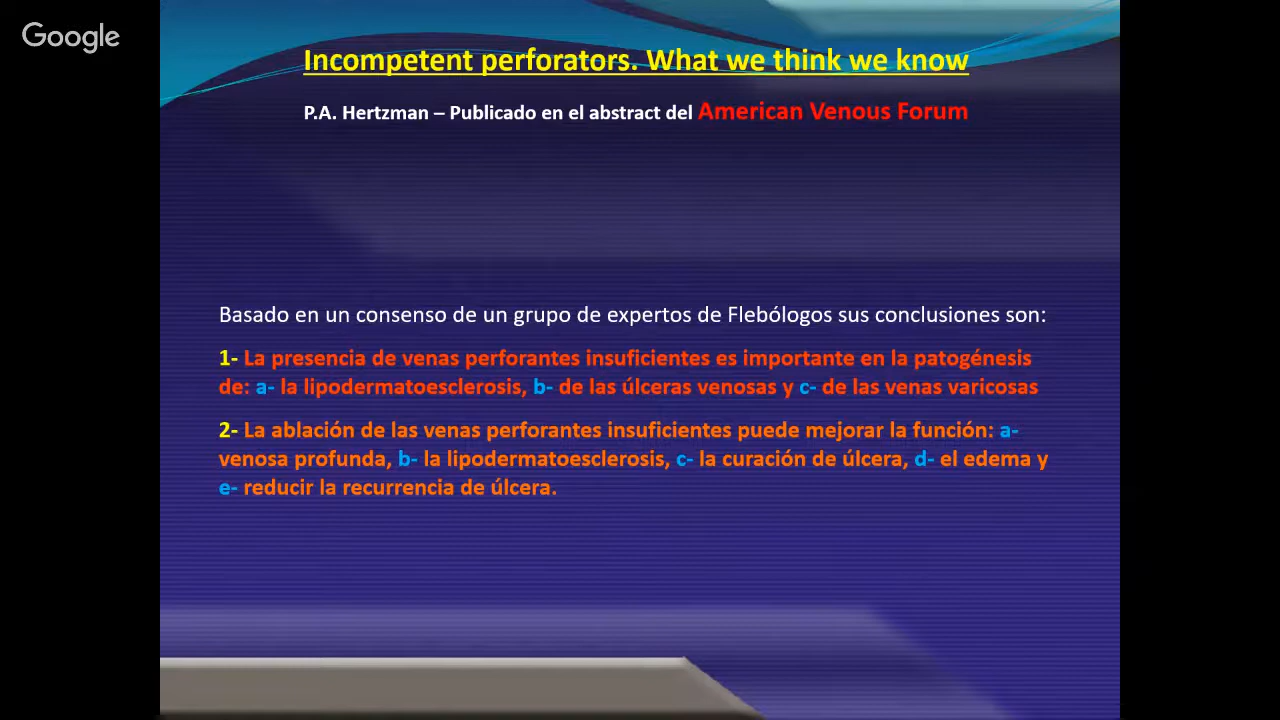 Google
Incompetent perforators. What we think we know
P.A. Hertzman – Publicado en el abstract del American Venous Forum
Basado en un consenso de un grupo de expertos de Flebólogos sus conclusiones son:
1- La presencia de venas perforantes insuficientes es importante en la patogénesis
de: a- la lipodermatoesclerosis, b- de las úlceras venosas y c- de las venas varicosas
2- La ablación de las venas perforantes insuficientes puede mejorar la función: a-
venosa profunda, b- la lipodermatoesclerosis, c- la curación de úlcera, d- el edema y
e- reducir la recurrencia de úlcera.